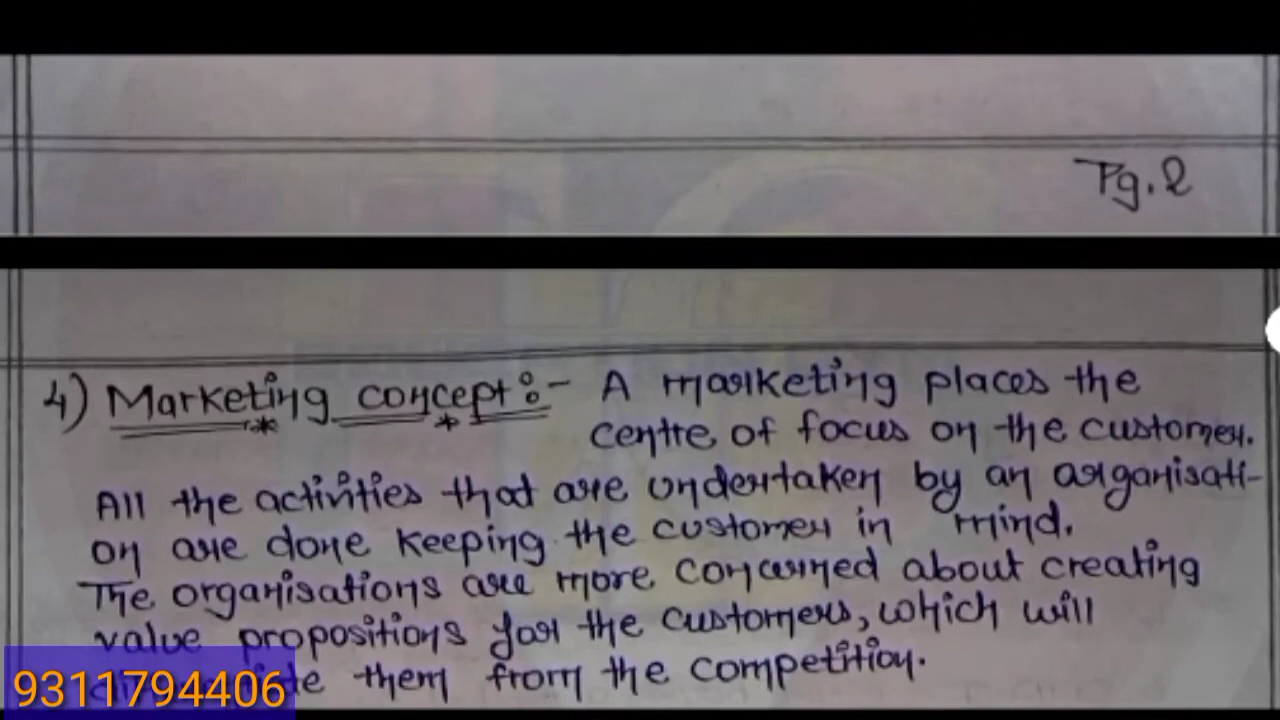 Pg.2
4) Marketing concept:- A marketing places the
centre of focus on the customer.
All the activities that are undertaken by an organisati-
on are done keeping the customer in mind.
The organisations are more concerned about creating
value propositions for the customers, which will
them from the competition.
9311794406